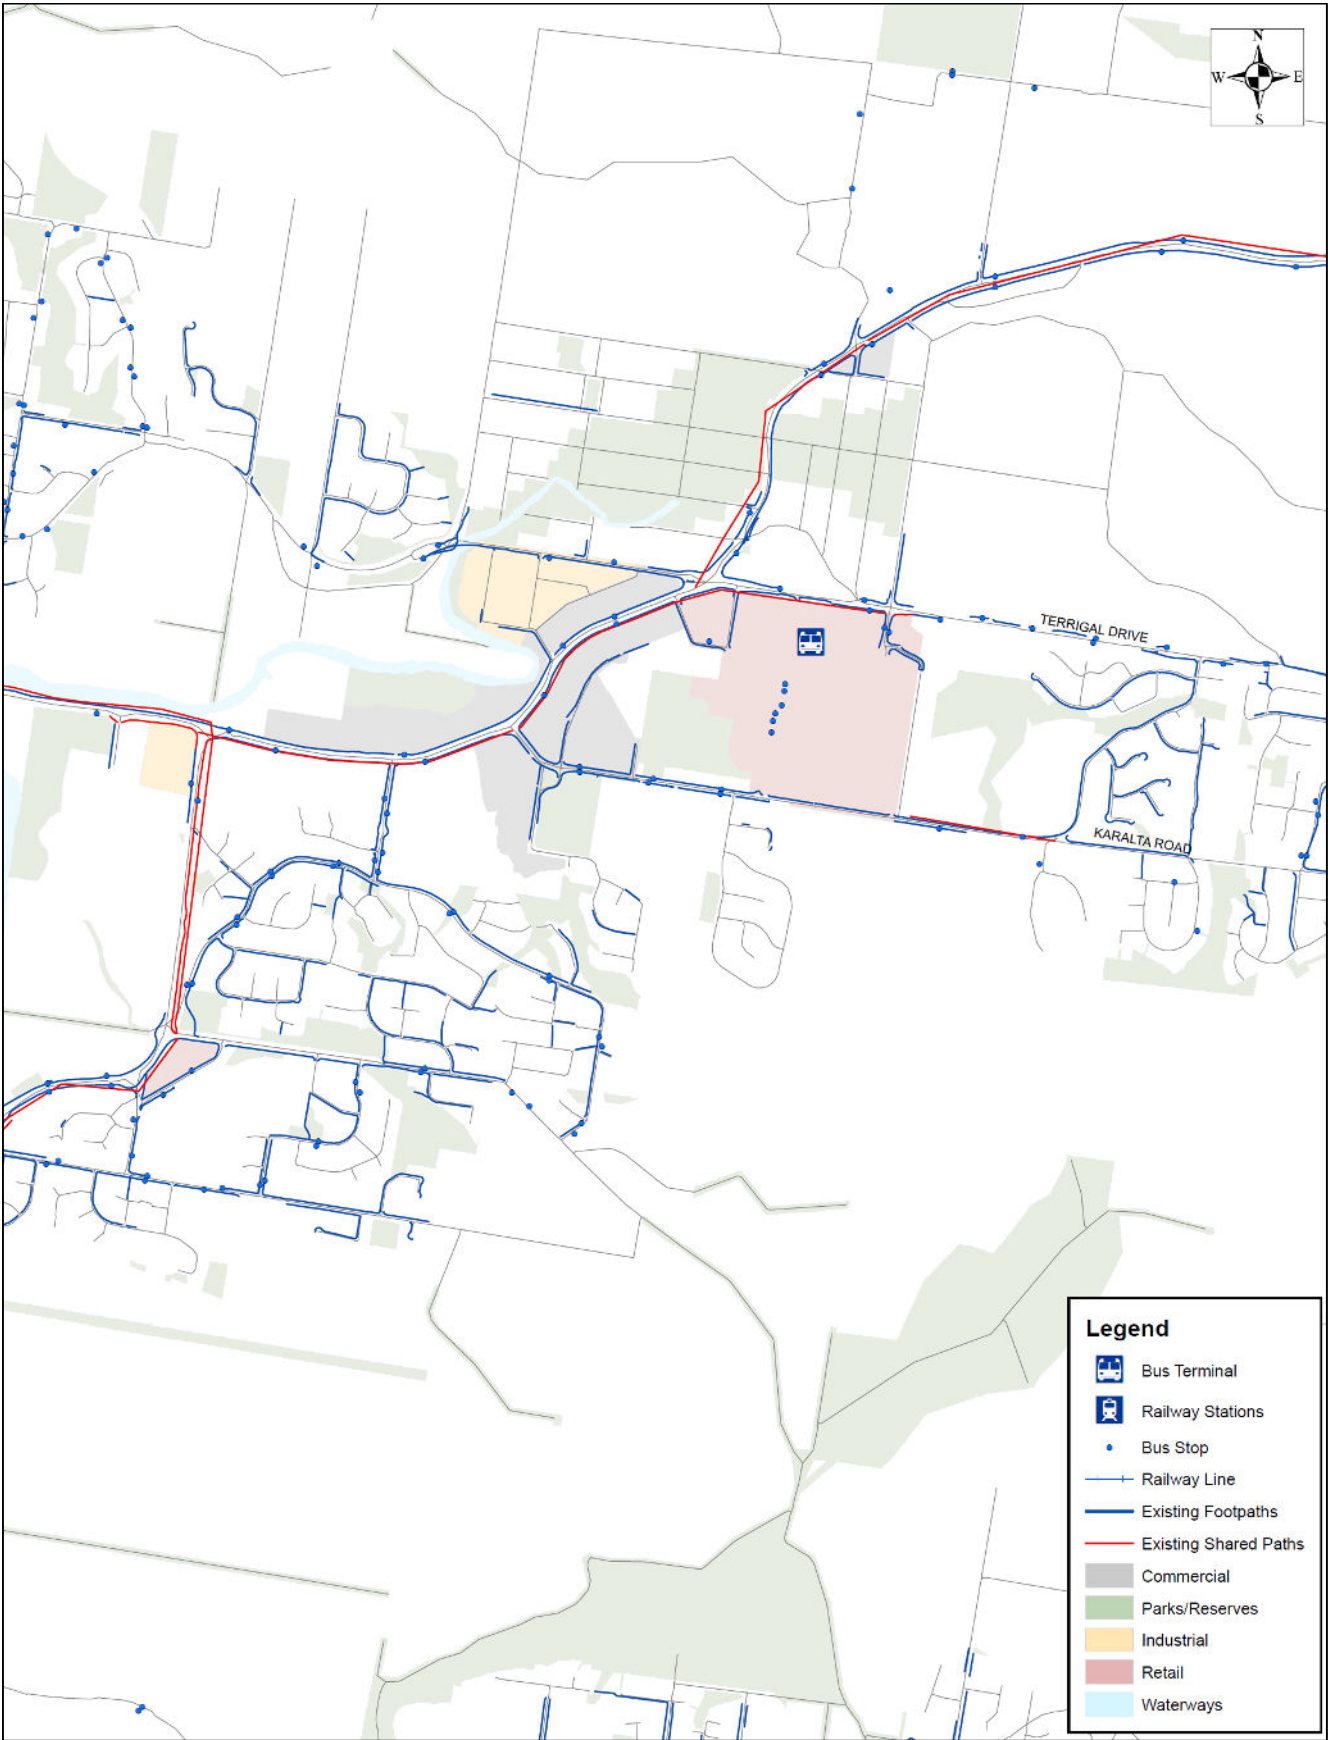 N
W E
S
TERRIGAL DRIVE
KARALTA ROAD
Legend
Bus Terminal
Railway Stations
Bus Stop
Railway Line
Existing Footpaths
Existing Shared Paths
Commercial
Parks/Reserves
Industrial
Retail
Waterways